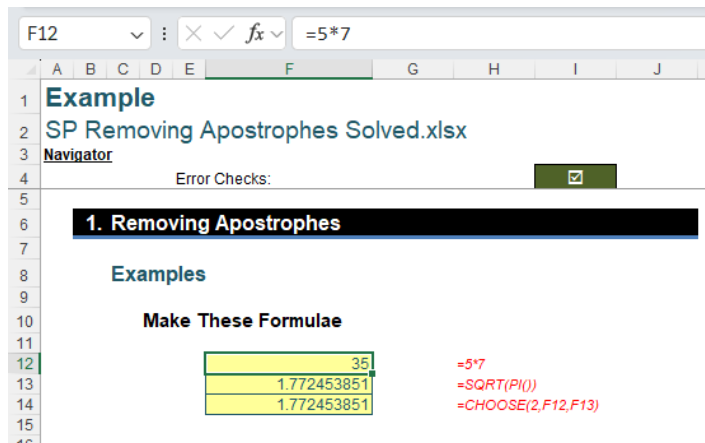 F12 fx =5*7
A B C D E F G H I J
1 Example
2 SP Removing Apostrophes Solved.xlsx
3 Navigator
4 Error Checks:
5
6 1. Removing Apostrophes
7
8 Examples
9
10 Make These Formulae
11
12 35 =5*7
13 1.772453851 =SQRT(PI())
14 1.772453851 =CHOOSE(2,F12,F13)
15
16